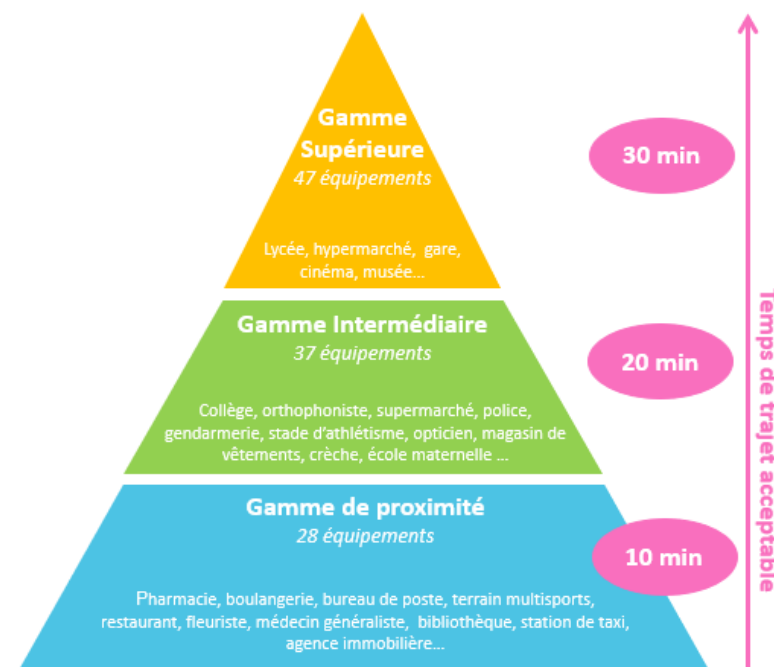 Gamme
Supérieure
47 équipements
Lycée, hypermarché, gare,
cinéma, musée...
30 min
Gamme Intermédiaire
37 équipements
Collège, orthophoniste, supermarché, police,
gendarmerie, stade d'athlétisme, opticien, magasin de
vêtements, crèche, école maternelle ...
20 min
Gamme de proximité
28 équipements
Pharmacie, boulangerie, bureau de poste, terrain multisports,
restaurant, fleuriste, médecin généraliste, bibliothèque, station de taxi,
agence immobilière...
10 min
Temps de trajet acceptable